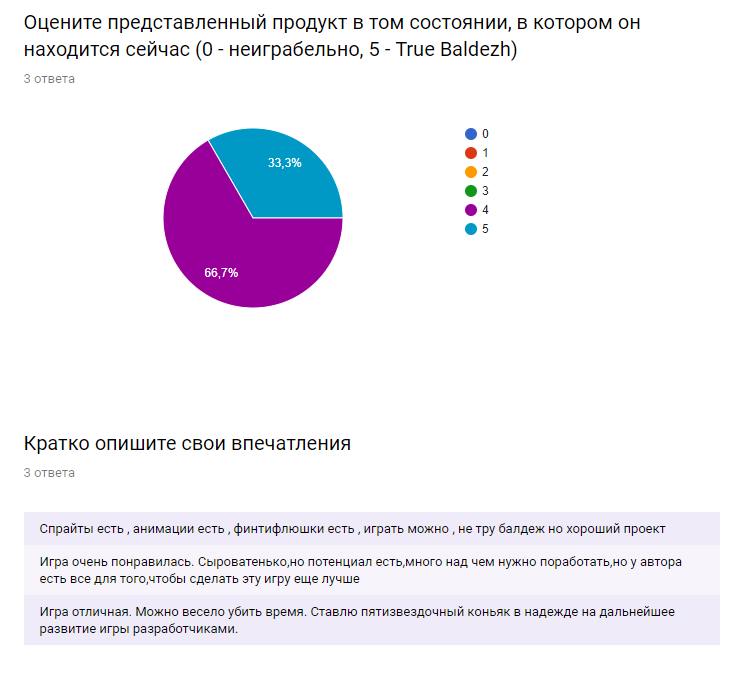 Оцените представленный продукт в том состоянии, в котором он
находится сейчас (0 - неиграбельно, 5 - True Baldezh)
3 ответа
33,3%
66,7%
0
1
2
3
4
5
Кратко опишите свои впечатления
3 ответа
Спрайты есть , анимации есть , финтифлюшки есть , играть можно , не тру балдеж но хороший проект
Игра очень понравилась. Сыроватенько,но потенциал есть,много над чем нужно поработать,но у автора
есть все для того,чтобы сделать эту игру еще лучше
Игра отличная. Можно весело убить время. Ставлю пятизвездочный коньяк в надежде на дальнейшее
развитие игры разработчиками.